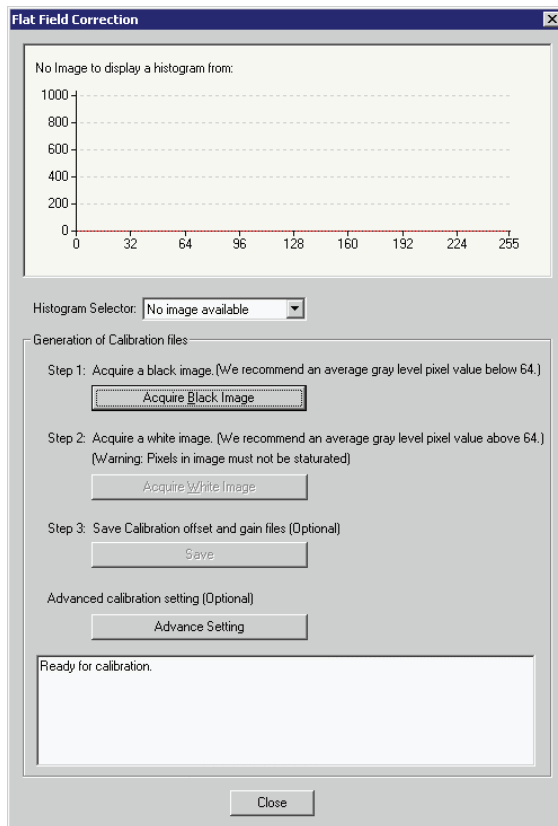 Flat Field Correction
No Image to display a histogram from:
1000
800
600
400
200
0
0 32 64 96 128 160 192 224 255
Histogram Selector: No image available
Generation of Calibration files
Step 1: Acquire a black image. (We recommend an average gray level pixel value below 64.)
Acquire Black Image
Step 2: Acquire a white image. (We recommend an average gray level pixel value above 64.)
(Warning: Pixels in image must not be staturated)
Acquire White Image
Step 3: Save Calibration offset and gain files (Optional)
Save
Advanced calibration setting (Optional)
Advance Setting
Ready for calibration.
Close